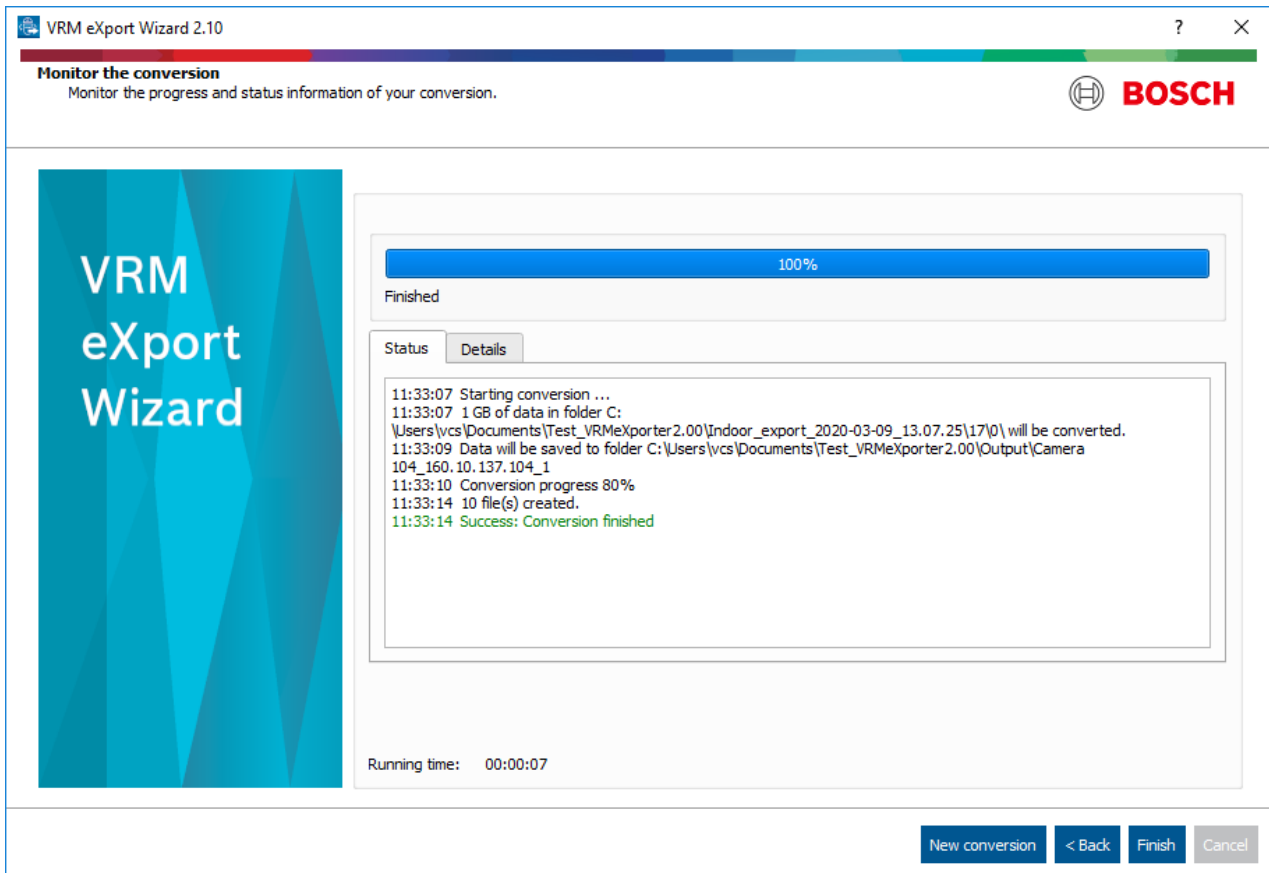 VRM eXport Wizard 2.10
?
Monitor the conversion
Monitor the progress and status information of your conversion.
BOSCH
VRM
eXport
Wizard
100%
Finished
Status
Details
11:33:07 Starting conversion ...
11:33:07 1 GB of data in folder C:
\Users\vcs\Documents\Test_VRMeXporter2.00\Indoor_export_2020-03-09_13.07.25\17\0\ will be converted.
11:33:09 Data will be saved to folder C:\Users\vcs\Documents\Test_VRMeXporter2.00\Output\Camera
104_160.10.137.104_1
11:33:10 Conversion progress 80%
11:33:14 10 file(s) created.
11:33:14 Success: Conversion finished
Running time: 00:00:07
New conversion
< Back
Finish
Cancel